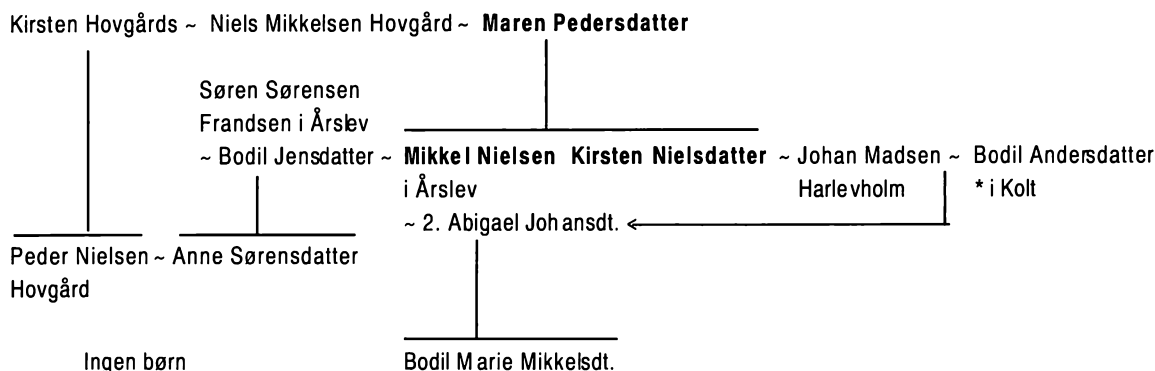 Kirsten Hovgårds ~ Niels Mikkelsen Hovgård ~ Maren Pedersdatter
Søren Sørensen
Frandsen i Årslev
~ Bodil Jensdatter ~ Mikkel Nielsen Kirsten Nielsdatter ~ Johan Madsen ~ Bodil Andersdatter
i Årslev Harlevholm * i Kolt
~ 2. Abigael Johansdt.
Peder Nielsen ~ Anne Sørensdatter
Hovgård
Ingen børn Bodil Marie Mikkelsdt.